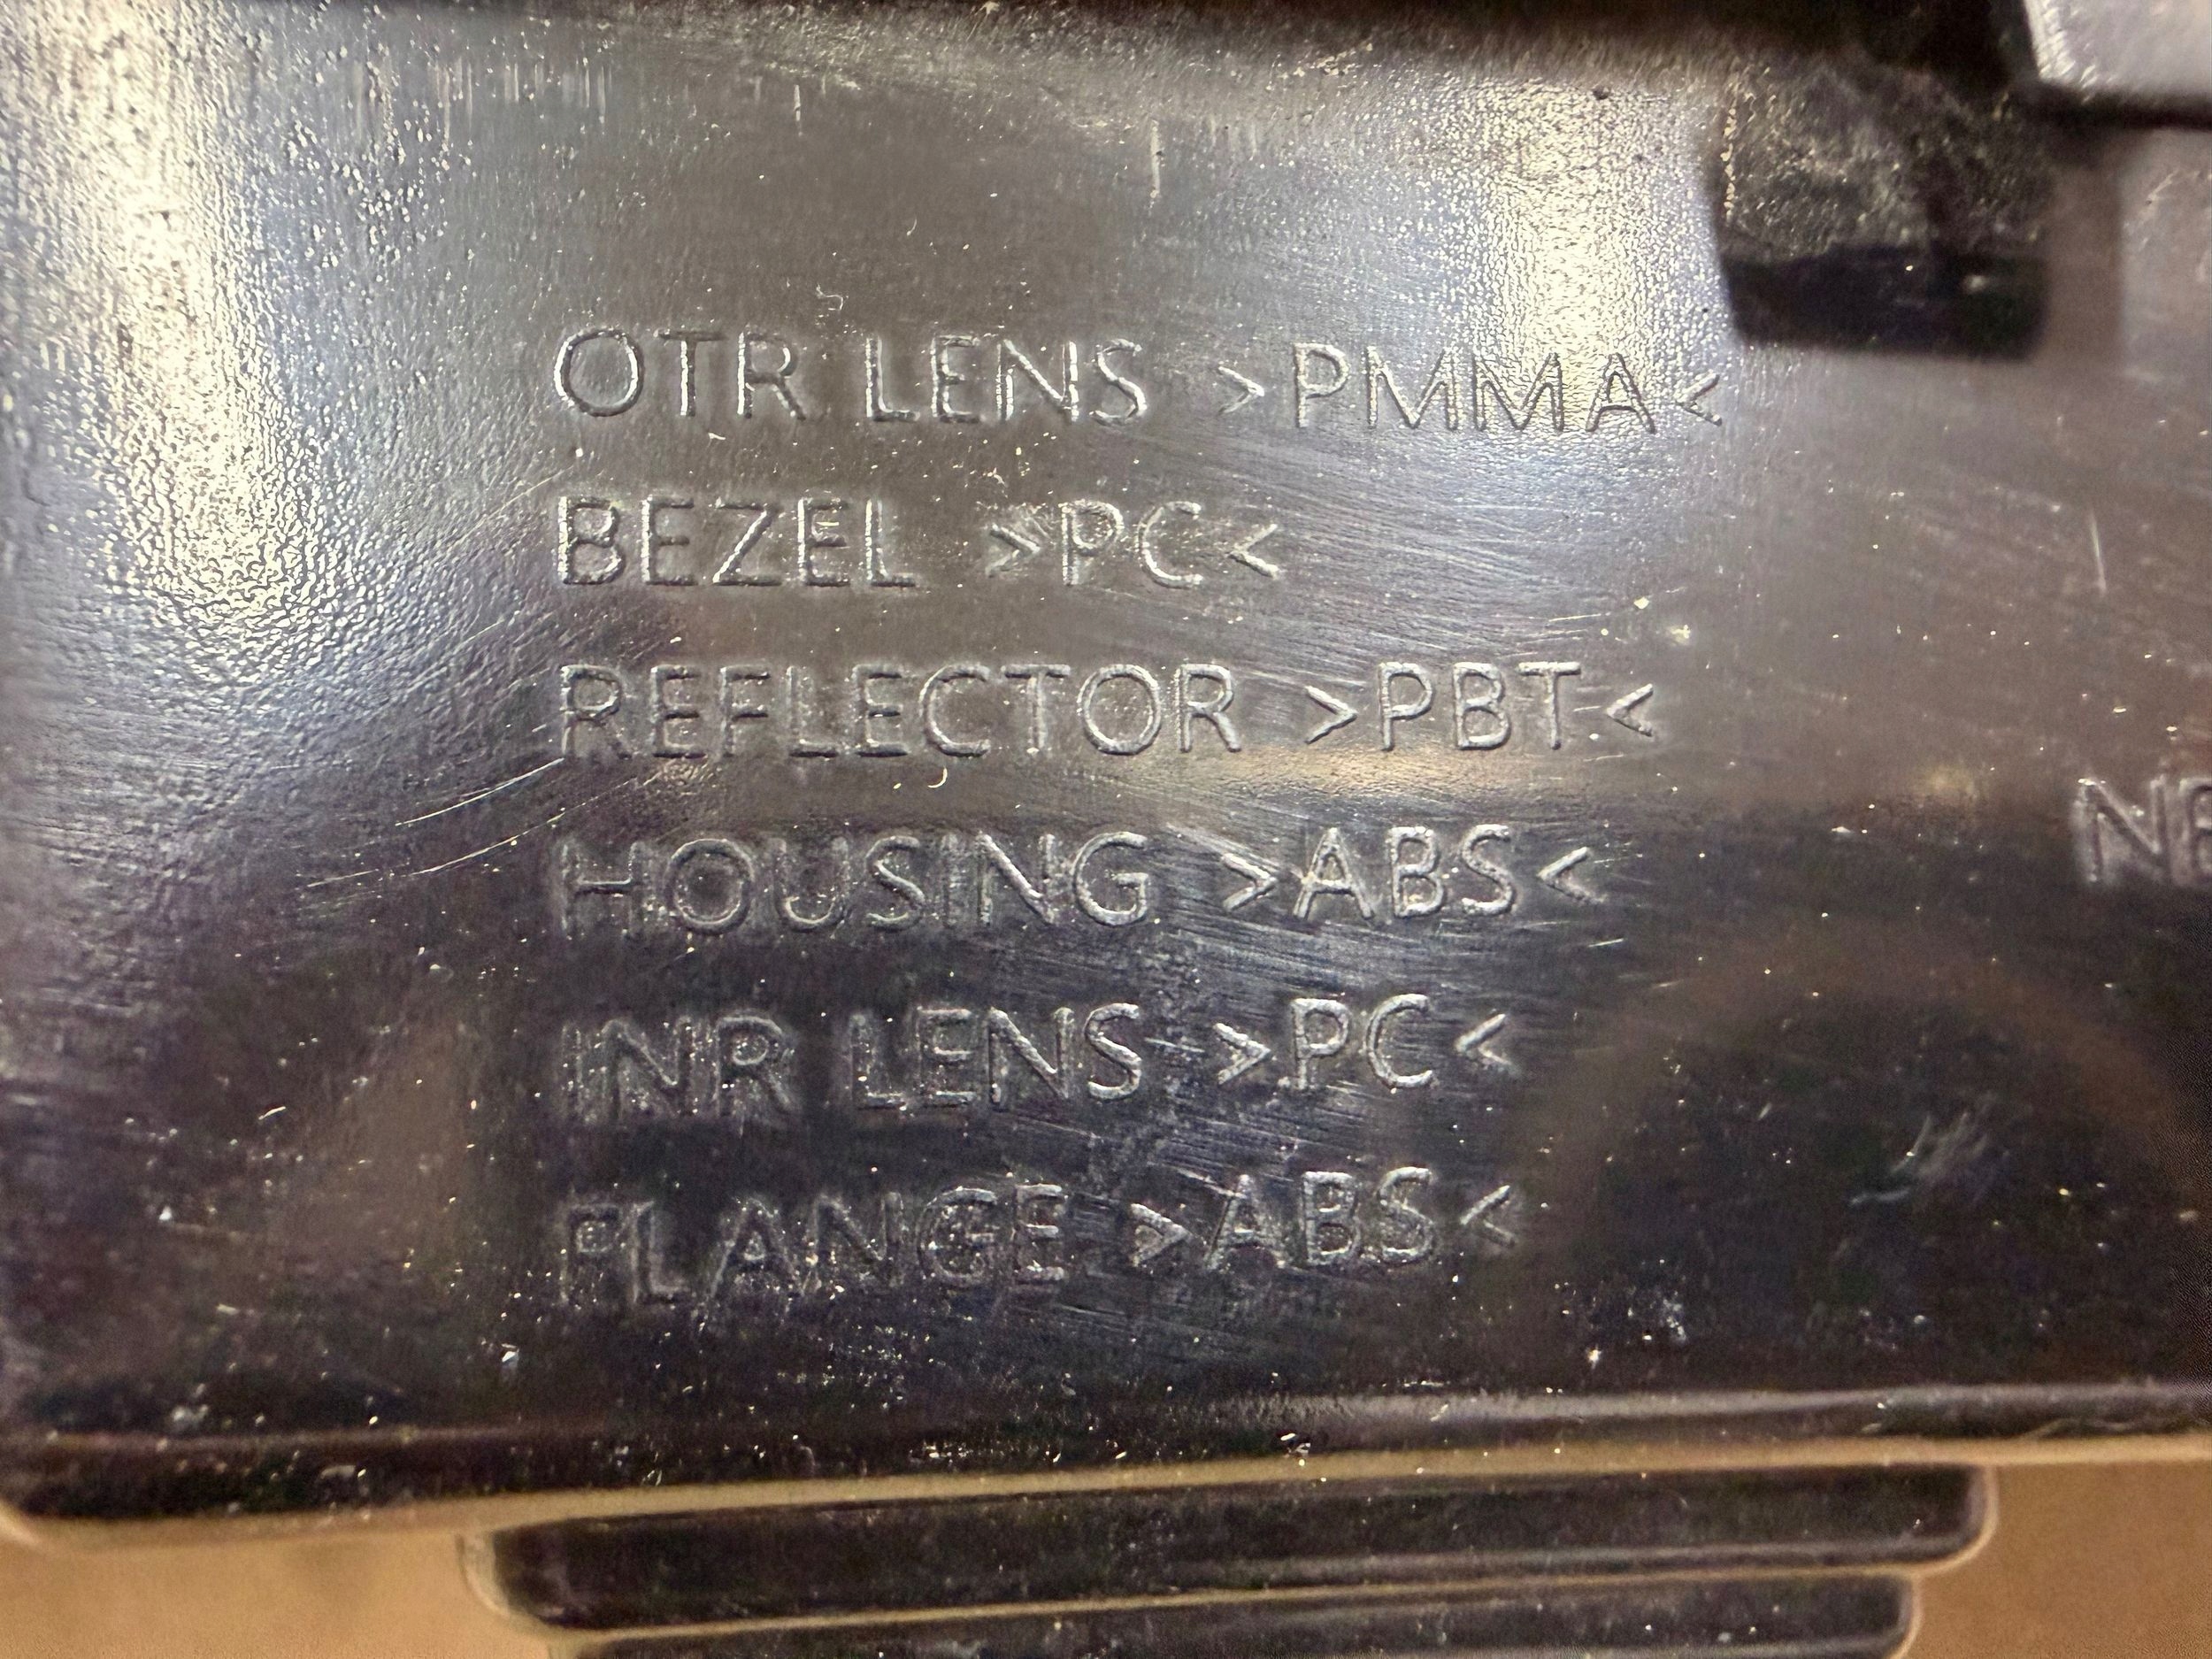 OTR LENS >PMMA<
BEZEL >PC<
REFLECTOR >PBT<
HOUSING >ABS<
INR LENS >PC<
FLANGE >ABS<